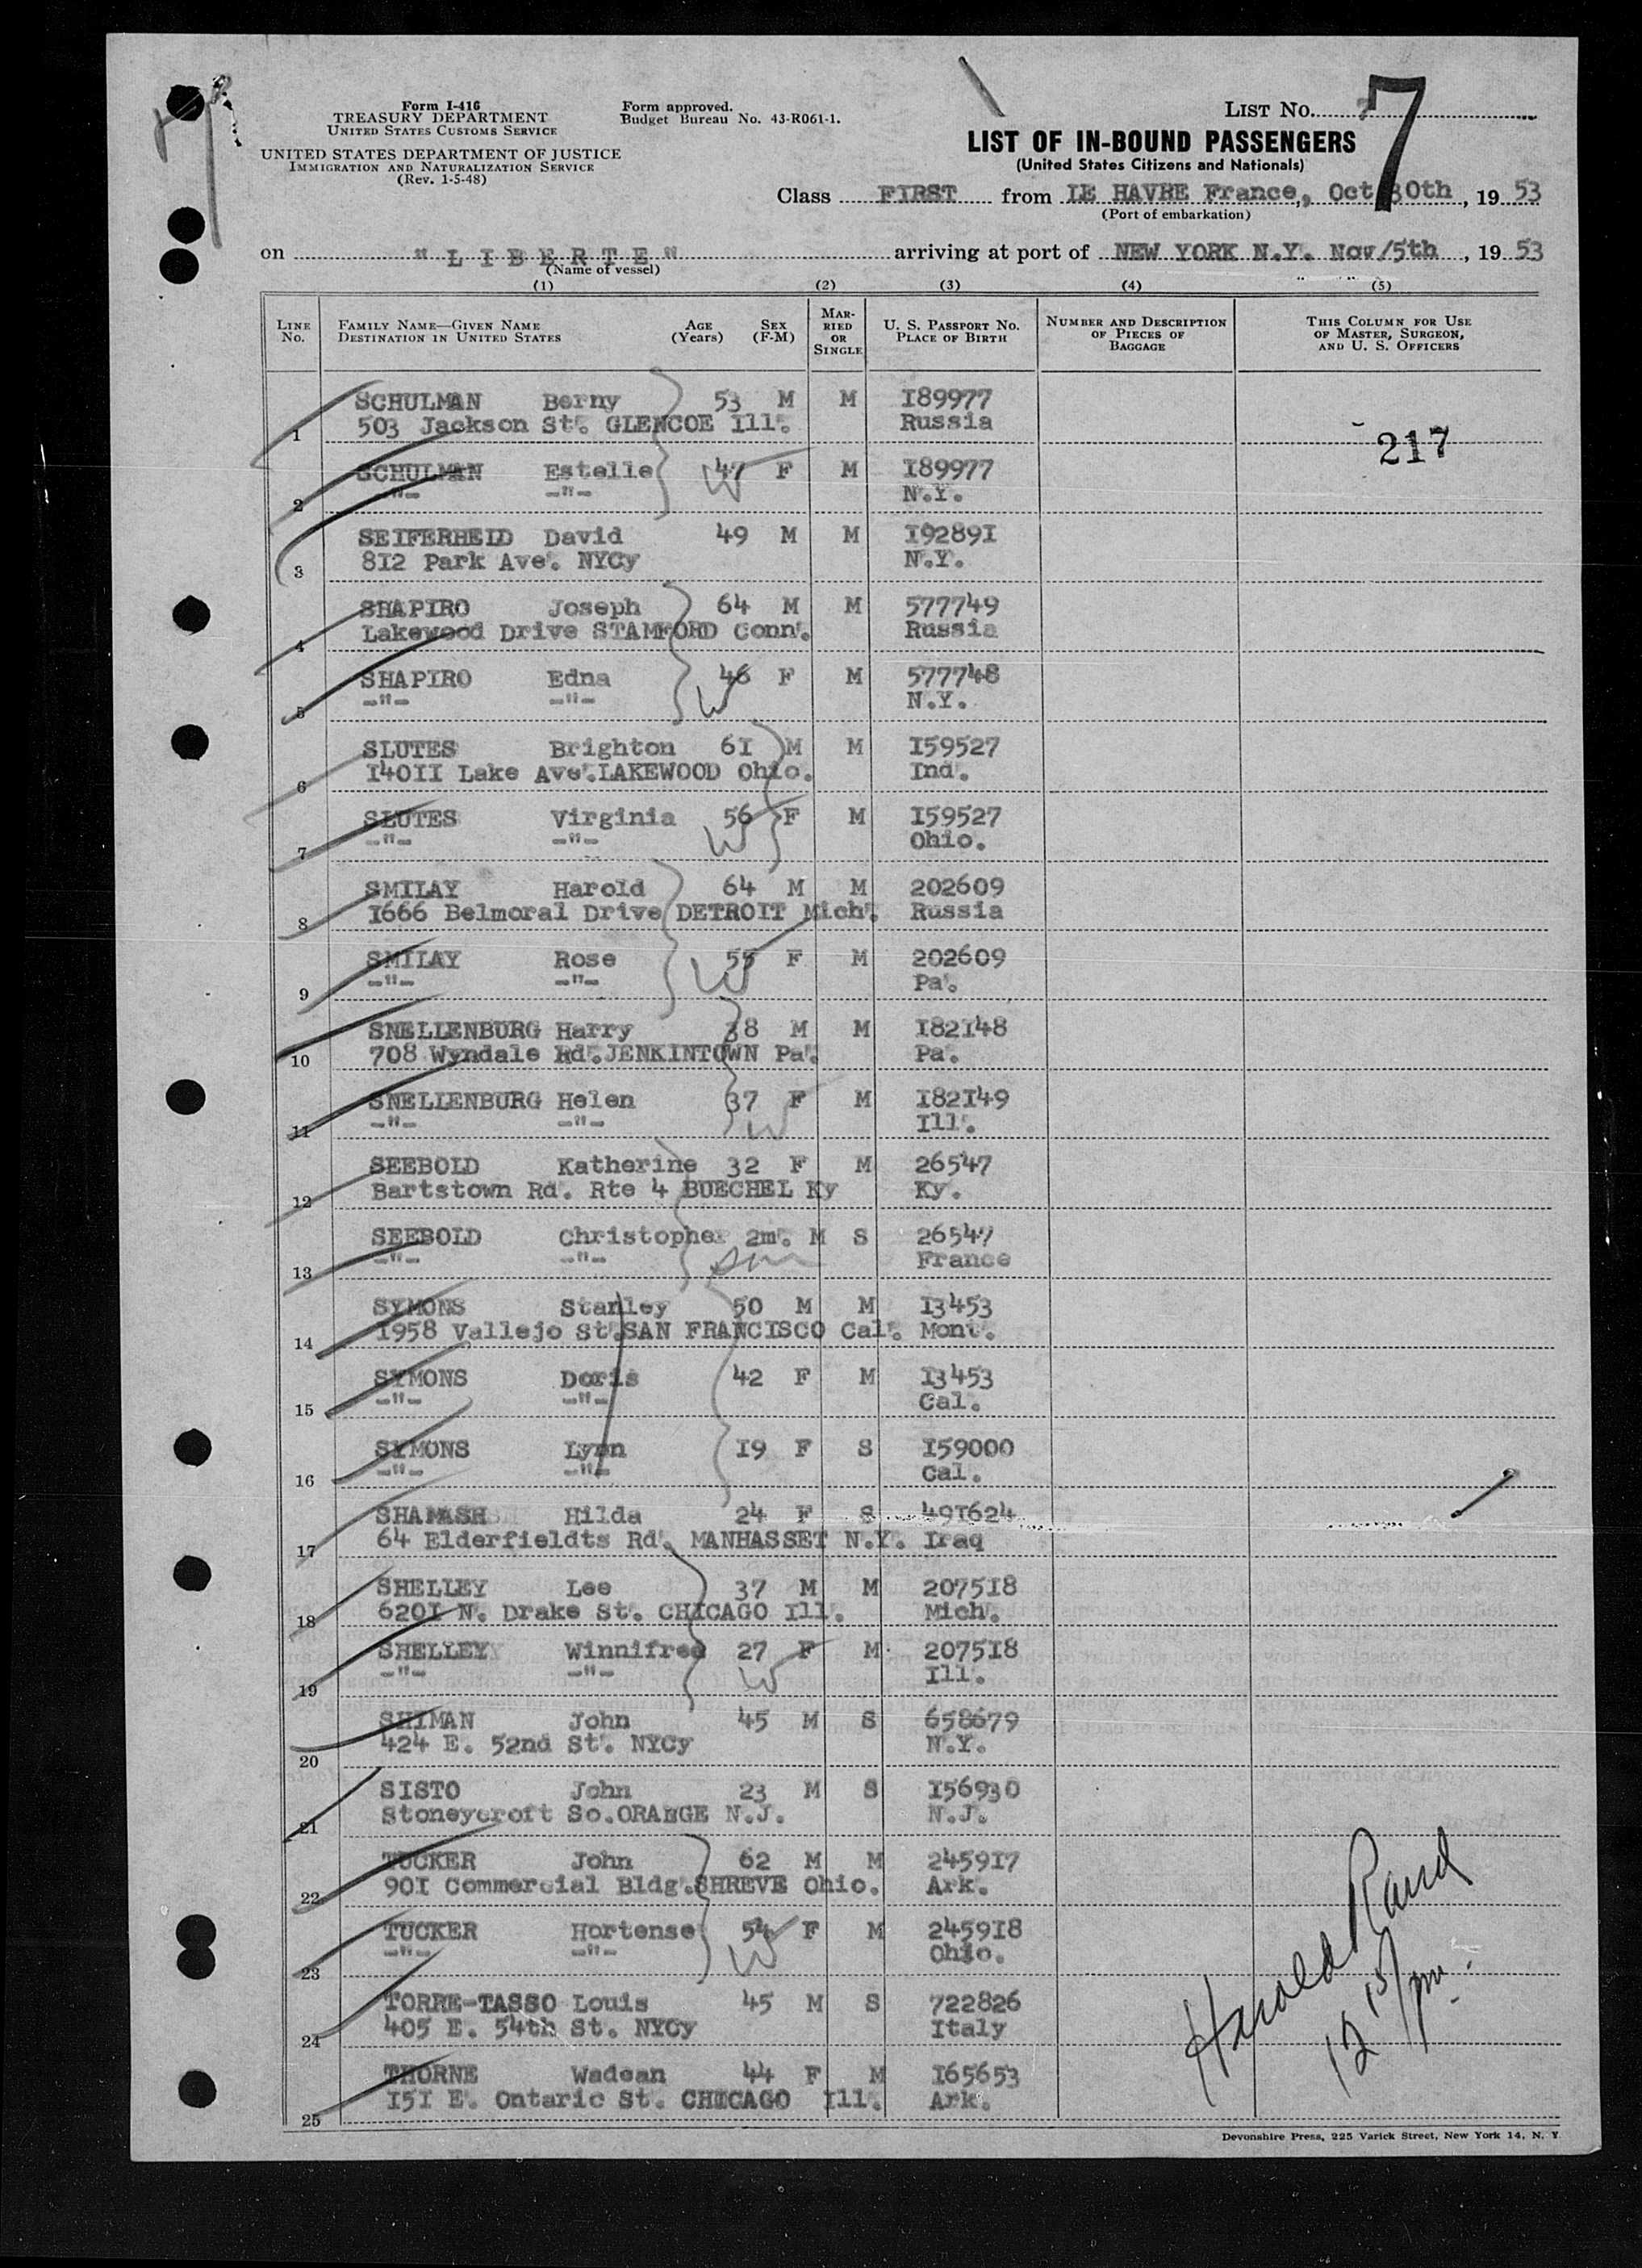 Form I-416
TREASURY DEPARTMENT
UNITED STATES CUSTOMS SERVICE
UNITED STATES DEPARTMENT OF JUSTICE
IMMIGRATION AND NATURALIZATION SERVICE
(Rev. 1-5-48)
Form approved.
Budget Bureau No. 43-R061-1.
LIST NO. 7
LIST OF IN-BOUND PASSENGERS
(United States Citizens and Nationals)
Class FIRST from LE HAVRE France, Oct 30th, 1953
(Port of embarkation)
on "LIBERTE" arriving at port of NEW YORK N.Y. Nov/5th, 1953
(Name of vessel)
(1) (2) (3) (4) (5)
LINE NO. FAMILY NAME—GIVEN NAME DESTINATION IN UNITED STATES AGE (YEARS) SEX (F-M) MARRIED OR SINGLE U. S. PASSPORT NO. PLACE OF BIRTH NUMBER AND DESCRIPTION OF PIECES OF BAGGAGE THIS COLUMN FOR USE OF MASTER, SURGEON, AND U. S. OFFICERS
SCHULMAN Berny 53 M M 189977
1 503 Jackson St. GLENCOE Ill. Russia
217
SCHULMAN Estelle 47 F M 189977
2 -"- -"- W N.Y.
SEIFERHELD David 49 M M 192891
3 812 Park Ave. NYCy N.Y.
SHAPIRO Joseph 64 M M 577749
4 Lakewood Drive STAMFORD Conn. Russia
SHAPIRO Edna 46 F M 577748
5 -"- -"- W N.Y.
SLUTES Brighton 61 M M 159527
6 14011 Lake Ave. LAKEWOOD Ohio. Ind.
SLUTES Virginia 56 F M 159527
7 -"- -"- W Ohio.
SMILAY Harold 64 M M 202609
8 1666 Belmoral Drive DETROIT Mich. Russia
SMILAY Rose 55 F M 202609
9 -"- -"- W Pa.
SNELLENBURG Harry 38 M M 182148
10 708 Wyndale Rd. JENKINTOWN Pa. Pa.
SNELLENBURG Helen 37 F M 182149
11 -"- -"- W Ill.
SEEBOLD Katherine 32 F M 26547
12 Bartstown Rd. Rte 4 BUECHEL Ky Ky.
SEEBOLD Christopher 2m. M S 26547
13 -"- -"- son France
SYMONS Stanley 50 M M 13453
14 1958 Vallejo St. SAN FRANCISCO Cal. Mont.
SYMONS Doris 42 F M 13453
15 -"- -"- Cal.
SYMONS Lynn 19 F S 159000
16 -"- -"- Cal.
SHAMASH Hilda 24 F S 491624
17 64 Elderfieldts Rd. MANHASSET N.Y. Iraq
SHELLEY Lee 37 M M 207518
18 6201 N. Drake St. CHICAGO Ill. Mich.
SHELLEY Winnifred 27 F M 207518
19 -"- -"- W Ill.
SHIMAN John 45 M S 658679
20 424 E. 52nd St. NYCy N.Y.
SISTO John 23 M S 156930
21 Stoneycroft So. ORANGE N.J. N.J.
TUCKER John 62 M M 245917
22 901 Commercial Bldg. SHREVE Ohio. Ark.
TUCKER Hortense 54 F M 245918
23 -"- -"- W Ohio.
TORRE-TASSO Louis 45 M S 722826
24 405 E. 54th St. NYCy Italy
THORNE Wadean 44 F M 165653
25 151 E. Ontario St. CHICAGO Ill. Ark.
Harold Rand
12 15/pm.
Devonshire Press, 225 Varick Street, New York 14, N. Y.